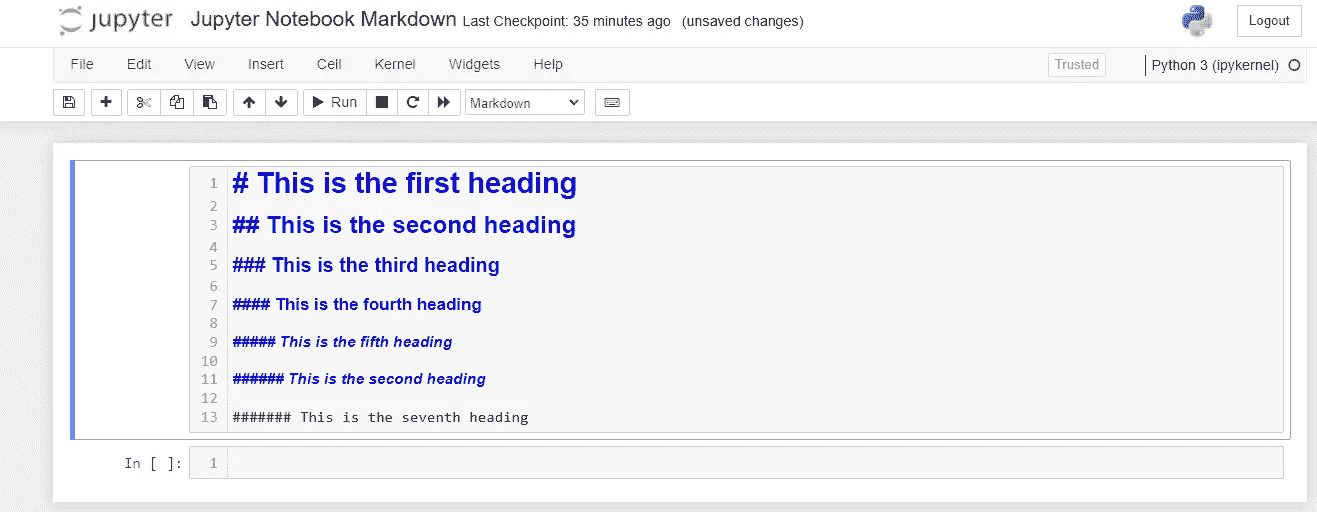 jupyter Jupyter Notebook Markdown Last Checkpoint: 35 minutes ago (unsaved changes) Logout
File Edit View Insert Cell Kernel Widgets Help Trusted Python 3 (ipykernel)
Run Markdown
1 # This is the first heading
2
3 ## This is the second heading
4
5 ### This is the third heading
6
7 #### This is the fourth heading
8
9 ##### This is the fifth heading
10
11 ###### This is the second heading
12
13 ####### This is the seventh heading
In [ ]: 1